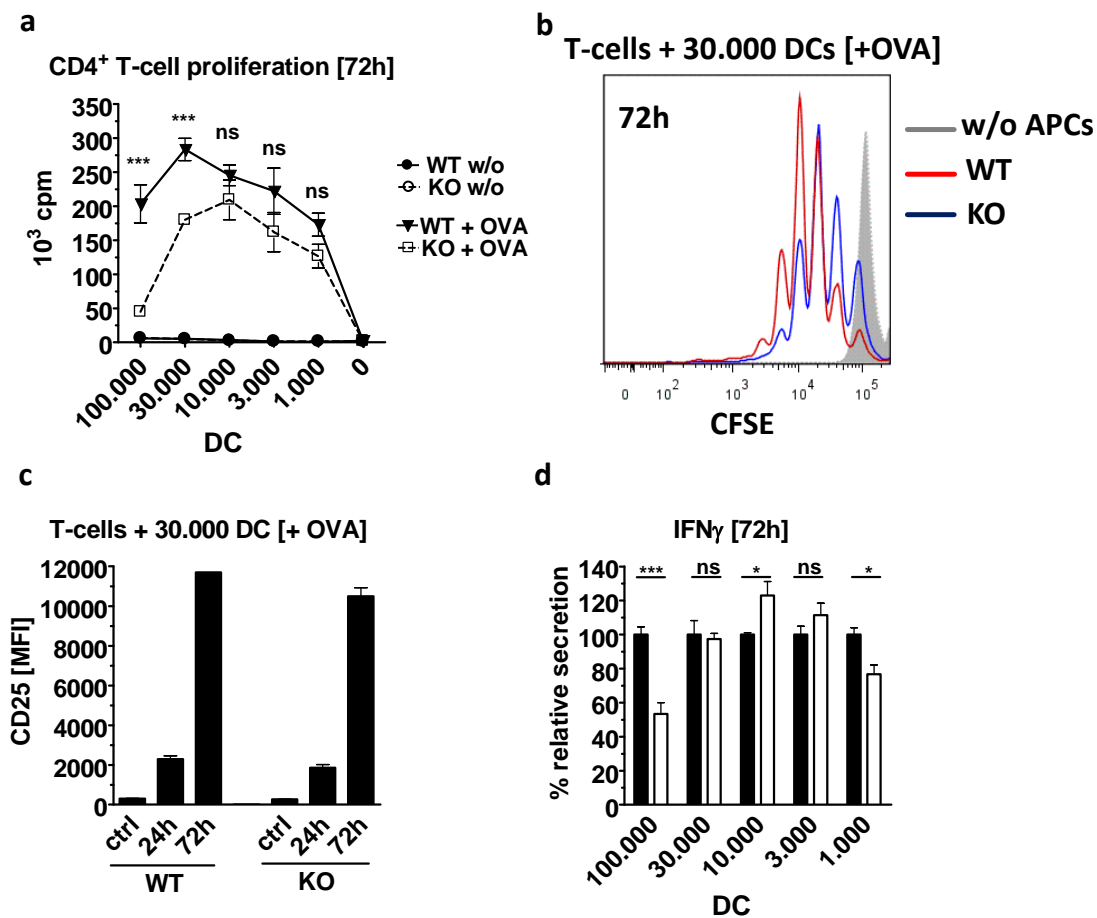 a
CD4⁺ T-cell proliferation [72h]
10³ cpm
350
300
250
200
150
100
50
0
***
***
ns
ns
ns
100.000
30.000
10.000
3.000
1.000
0
DC
WT w/o
KO w/o
WT + OVA
KO + OVA
b
T-cells + 30.000 DCs [+OVA]
72h
0
10²
10³
10⁴
10⁵
CFSE
w/o APCs
WT
KO
c
T-cells + 30.000 DC [+ OVA]
CD25 [MFI]
12000
10000
8000
6000
4000
2000
0
ctrl
24h
72h
ctrl
24h
72h
WT
KO
d
IFNγ [72h]
% relative secretion
140
120
100
80
60
40
20
0
***
ns
*
ns
*
100.000
30.000
10.000
3.000
1.000
DC